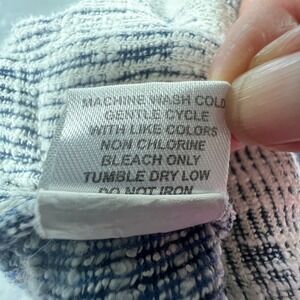 MACHINE WASH COLD
GENTLE CYCLE
WITH LIKE COLORS
NON CHLORINE
BLEACH ONLY
TUMBLE DRY LOW
DO NOT IRON